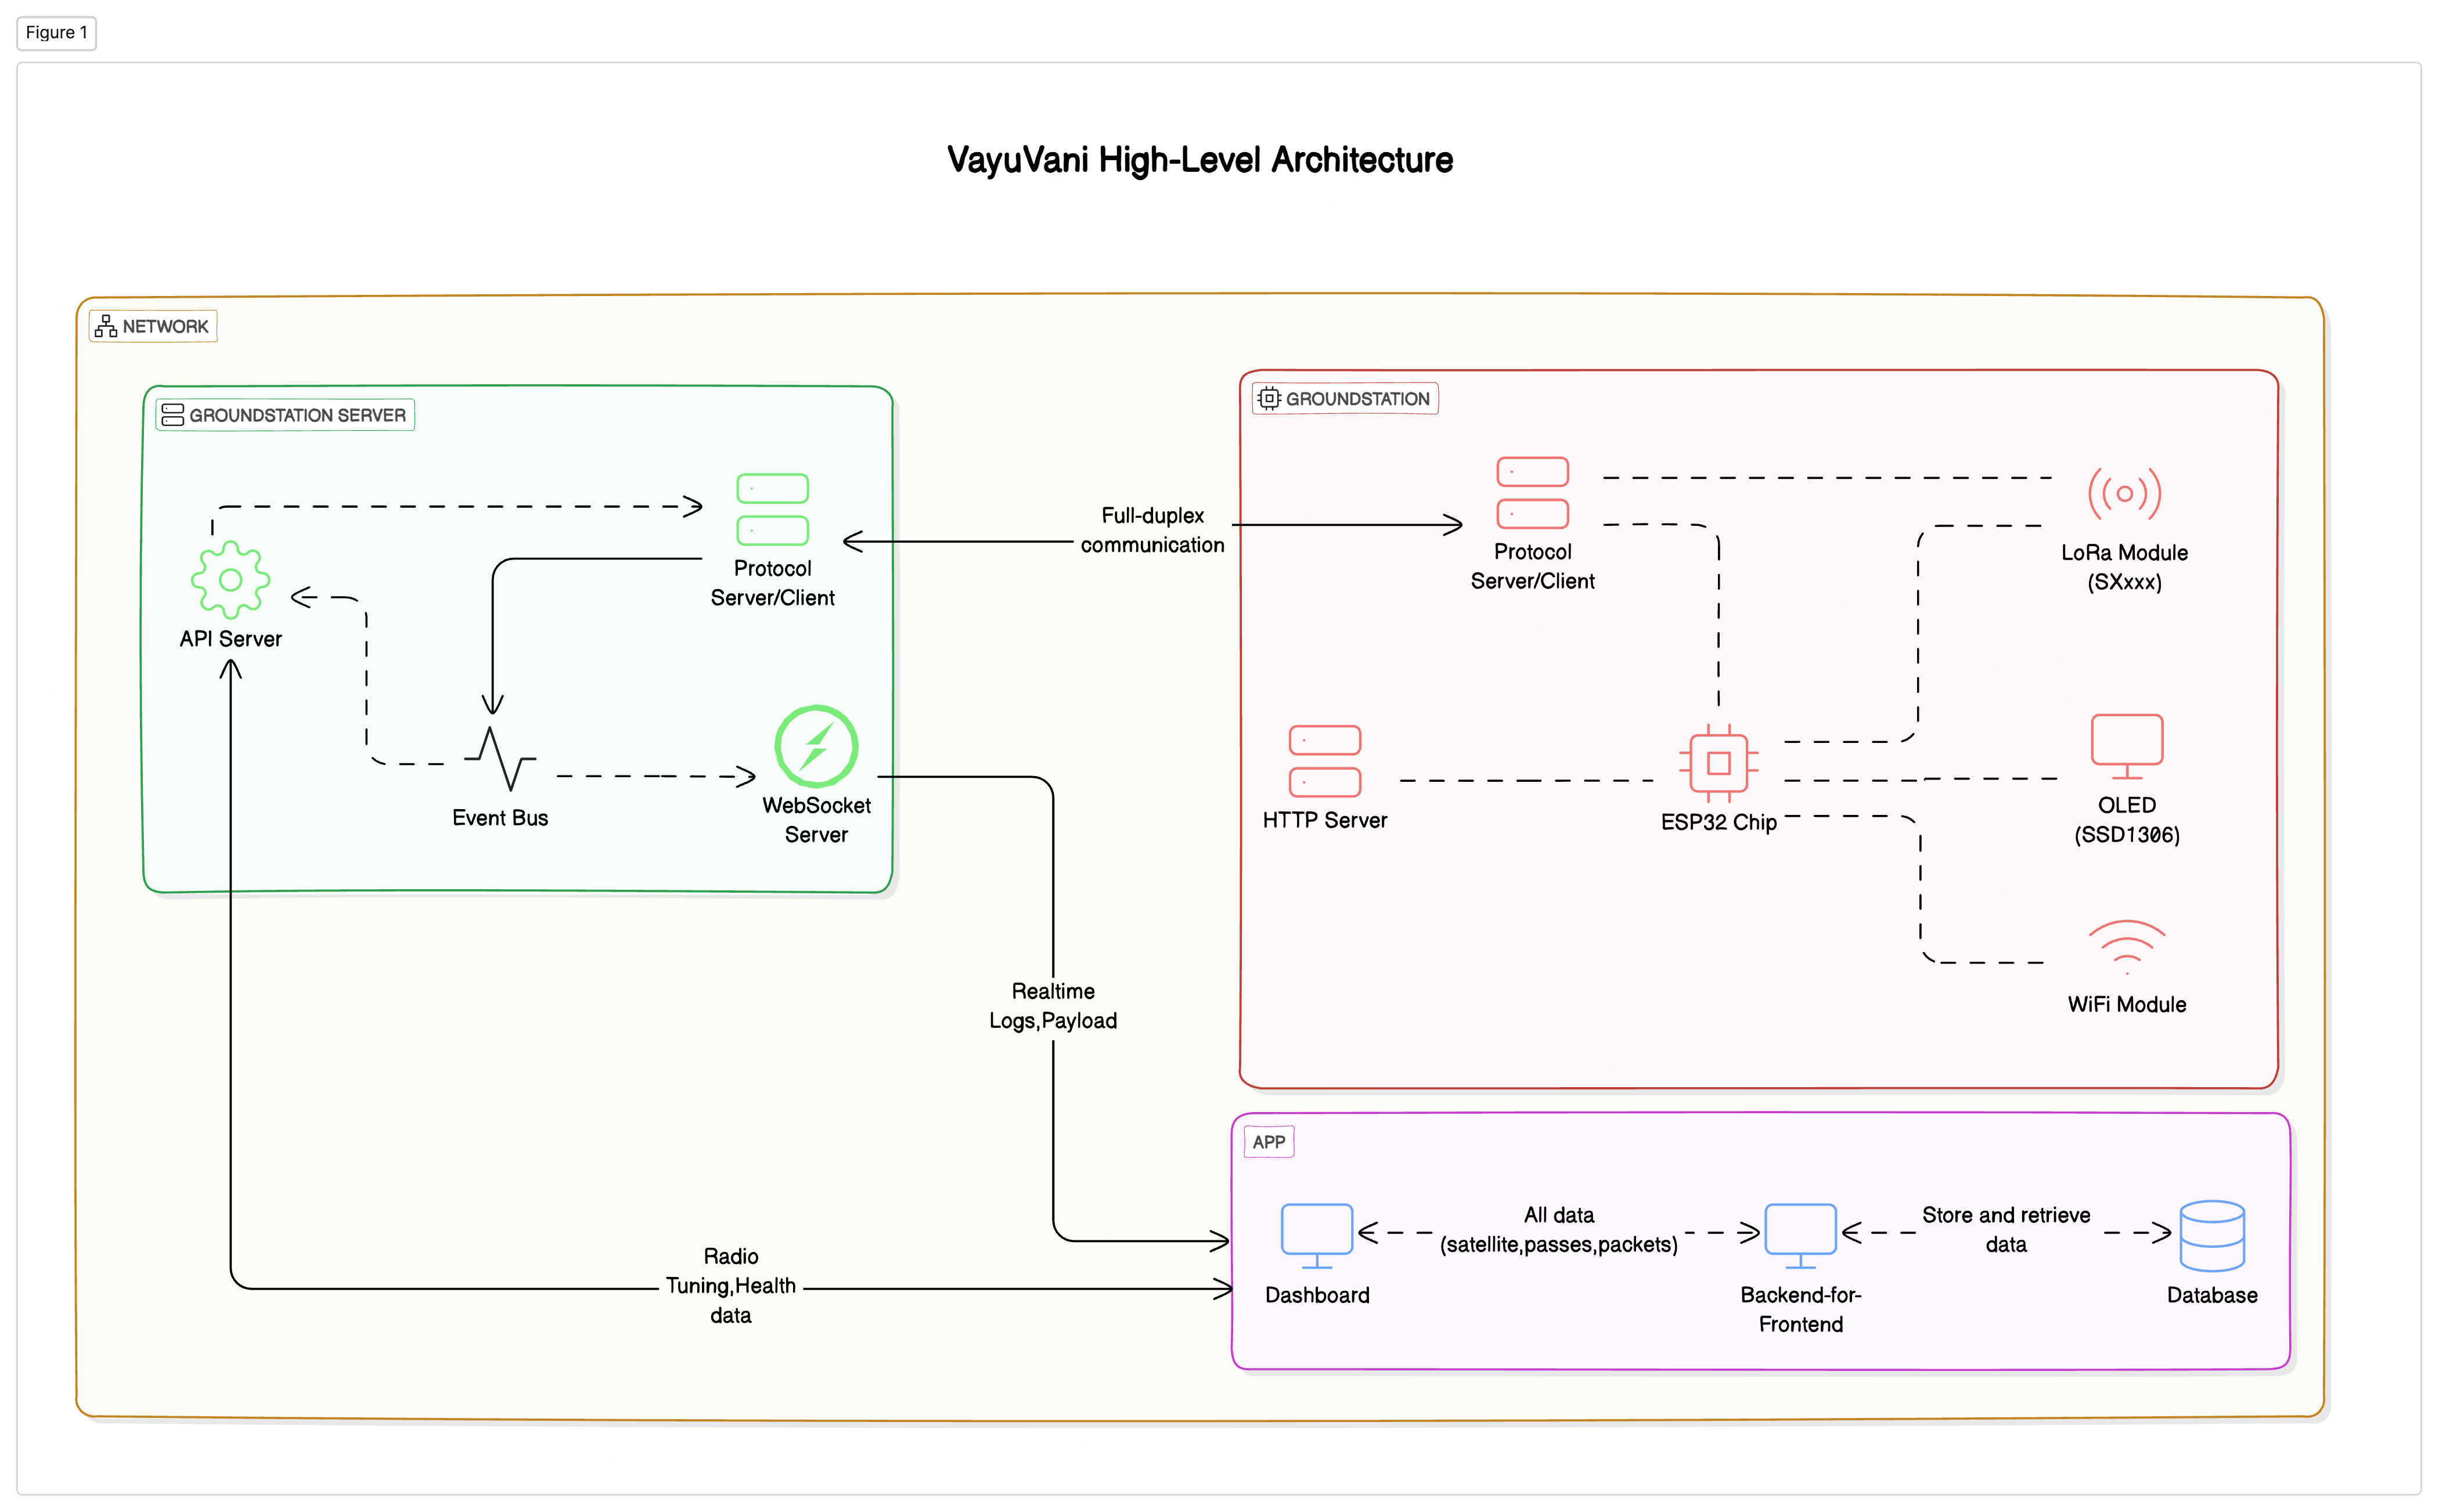 Figure 1
VayuVani High-Level Architecture
NETWORK
GROUNDSTATION SERVER
Protocol
Server/Client
API Server
Event Bus
WebSocket
Server
Full-duplex
communication
GROUNDSTATION
Protocol
Server/Client
LoRa Module
(SXxxx)
HTTP Server
ESP32 Chip
OLED
(SSD1306)
WiFi Module
Realtime
Logs,Payload
Radio
Tuning,Health
data
APP
Dashboard
All data
(satellite,passes,packets)
Backend-for-
Frontend
Store and retrieve
data
Database